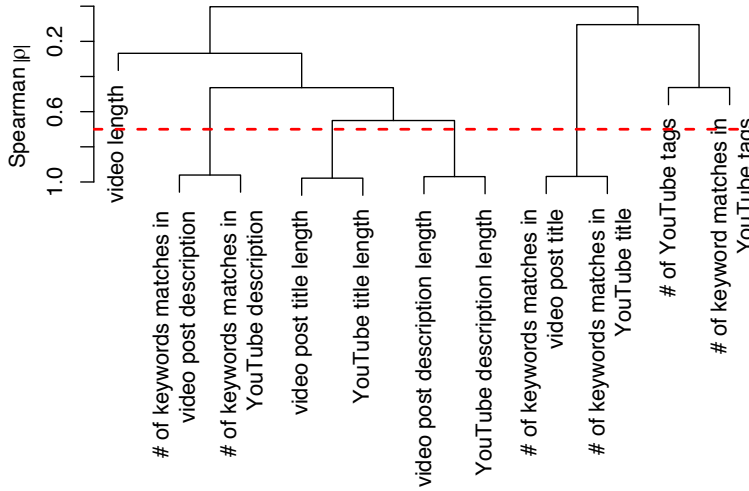 Spearman |ρ|
0.2
0.6
1.0
video length
# of keywords matches in
video post description
# of keywords matches in
YouTube description
video post title length
YouTube title length
video post description length
YouTube description length
# of keywords matches in
video post title
# of keywords matches in
YouTube title
# of YouTube tags
# of keyword matches in
YouTube tags